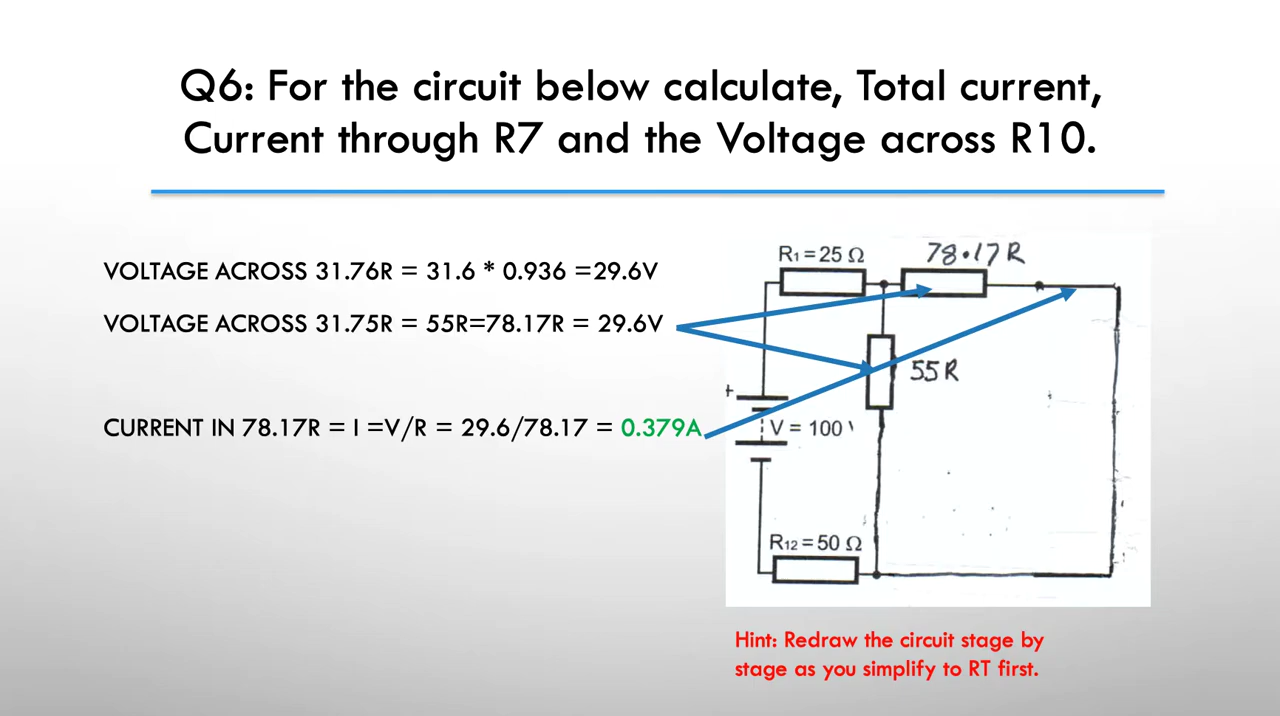 Q6: For the circuit below calculate, Total current,
Current through R7 and the Voltage across R10.
VOLTAGE ACROSS 31.76R = 31.6 * 0.936 =29.6V
VOLTAGE ACROSS 31.75R = 55R=78.17R = 29.6V
CURRENT IN 78.17R = I =V/R = 29.6/78.17 = 0.379A
R1 = 25 Ω
78.17R
55R
+
V = 100
R12 = 50 Ω
Hint: Redraw the circuit stage by
stage as you simplify to RT first.